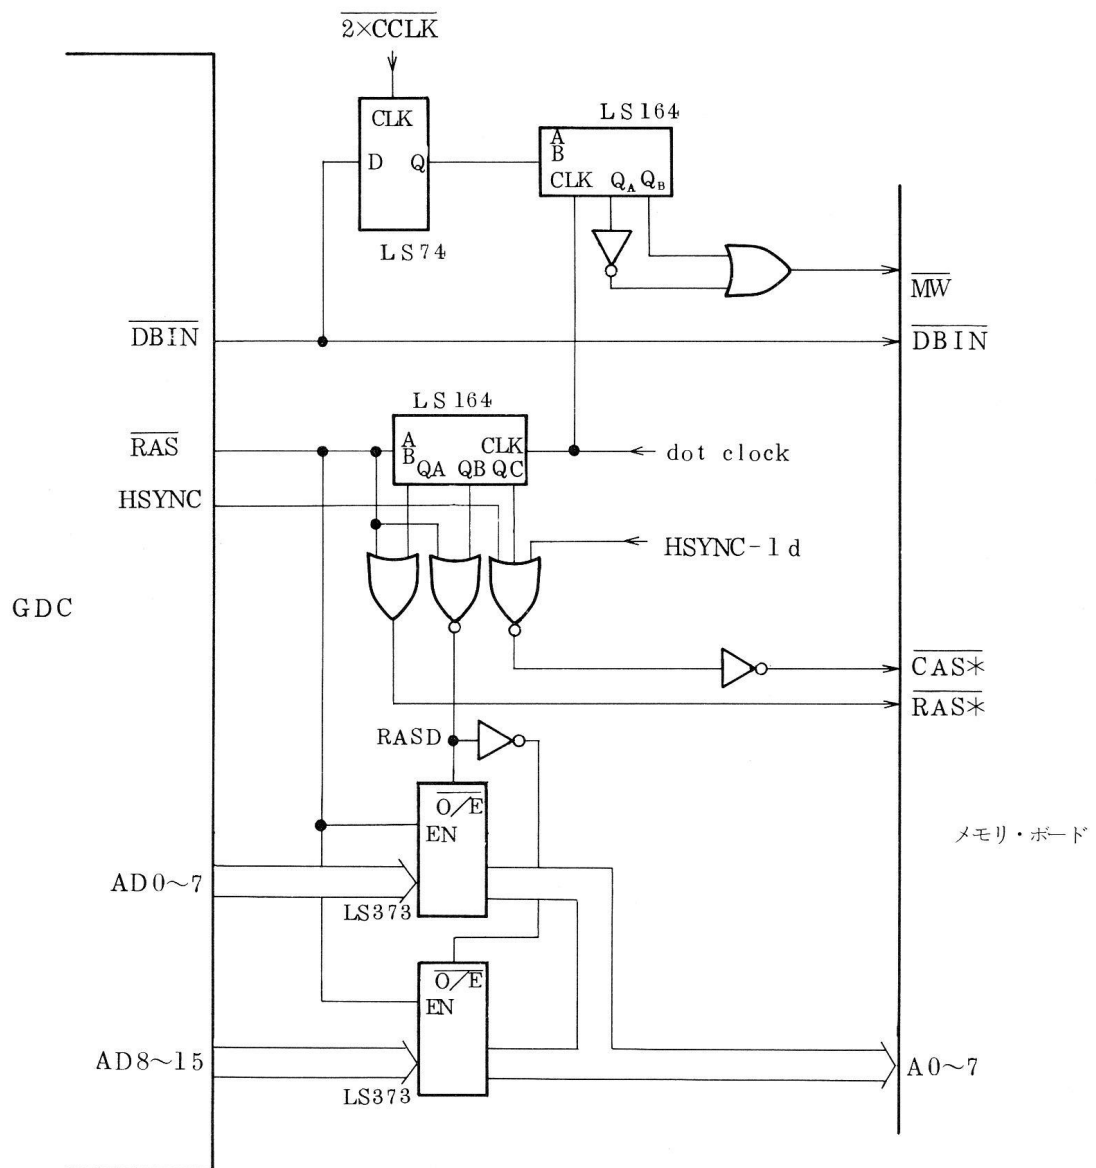 2×CCLK
CLK
D Q
LS74
LS164
A
B
CLK QA QB
MW
DBIN
DBIN
LS164
RAS
A
B
CLK
QA QB QC
dot clock
HSYNC
HSYNC-1d
GDC
CAS*
RAS*
RASD
O/E
EN
AD0~7
LS373
メモリ・ボード
O/E
EN
AD8~15
LS373
A0~7